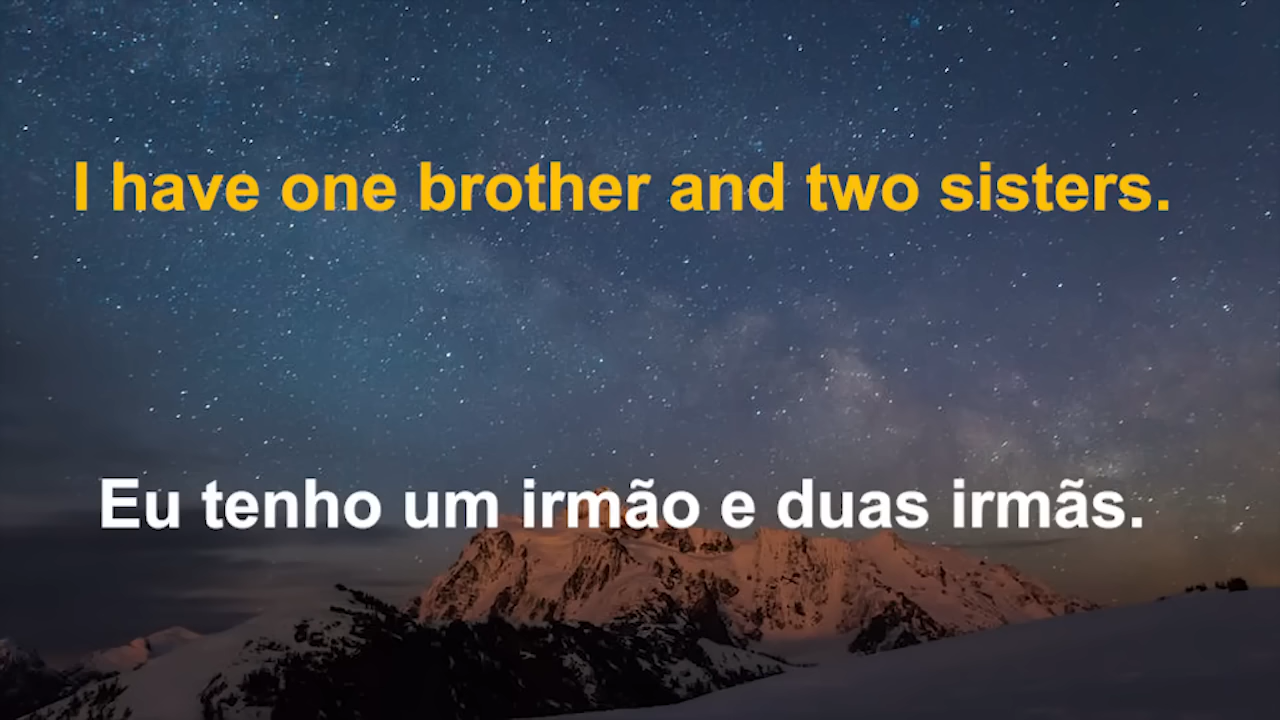 I have one brother and two sisters.
Eu tenho um irmão e duas irmãs.